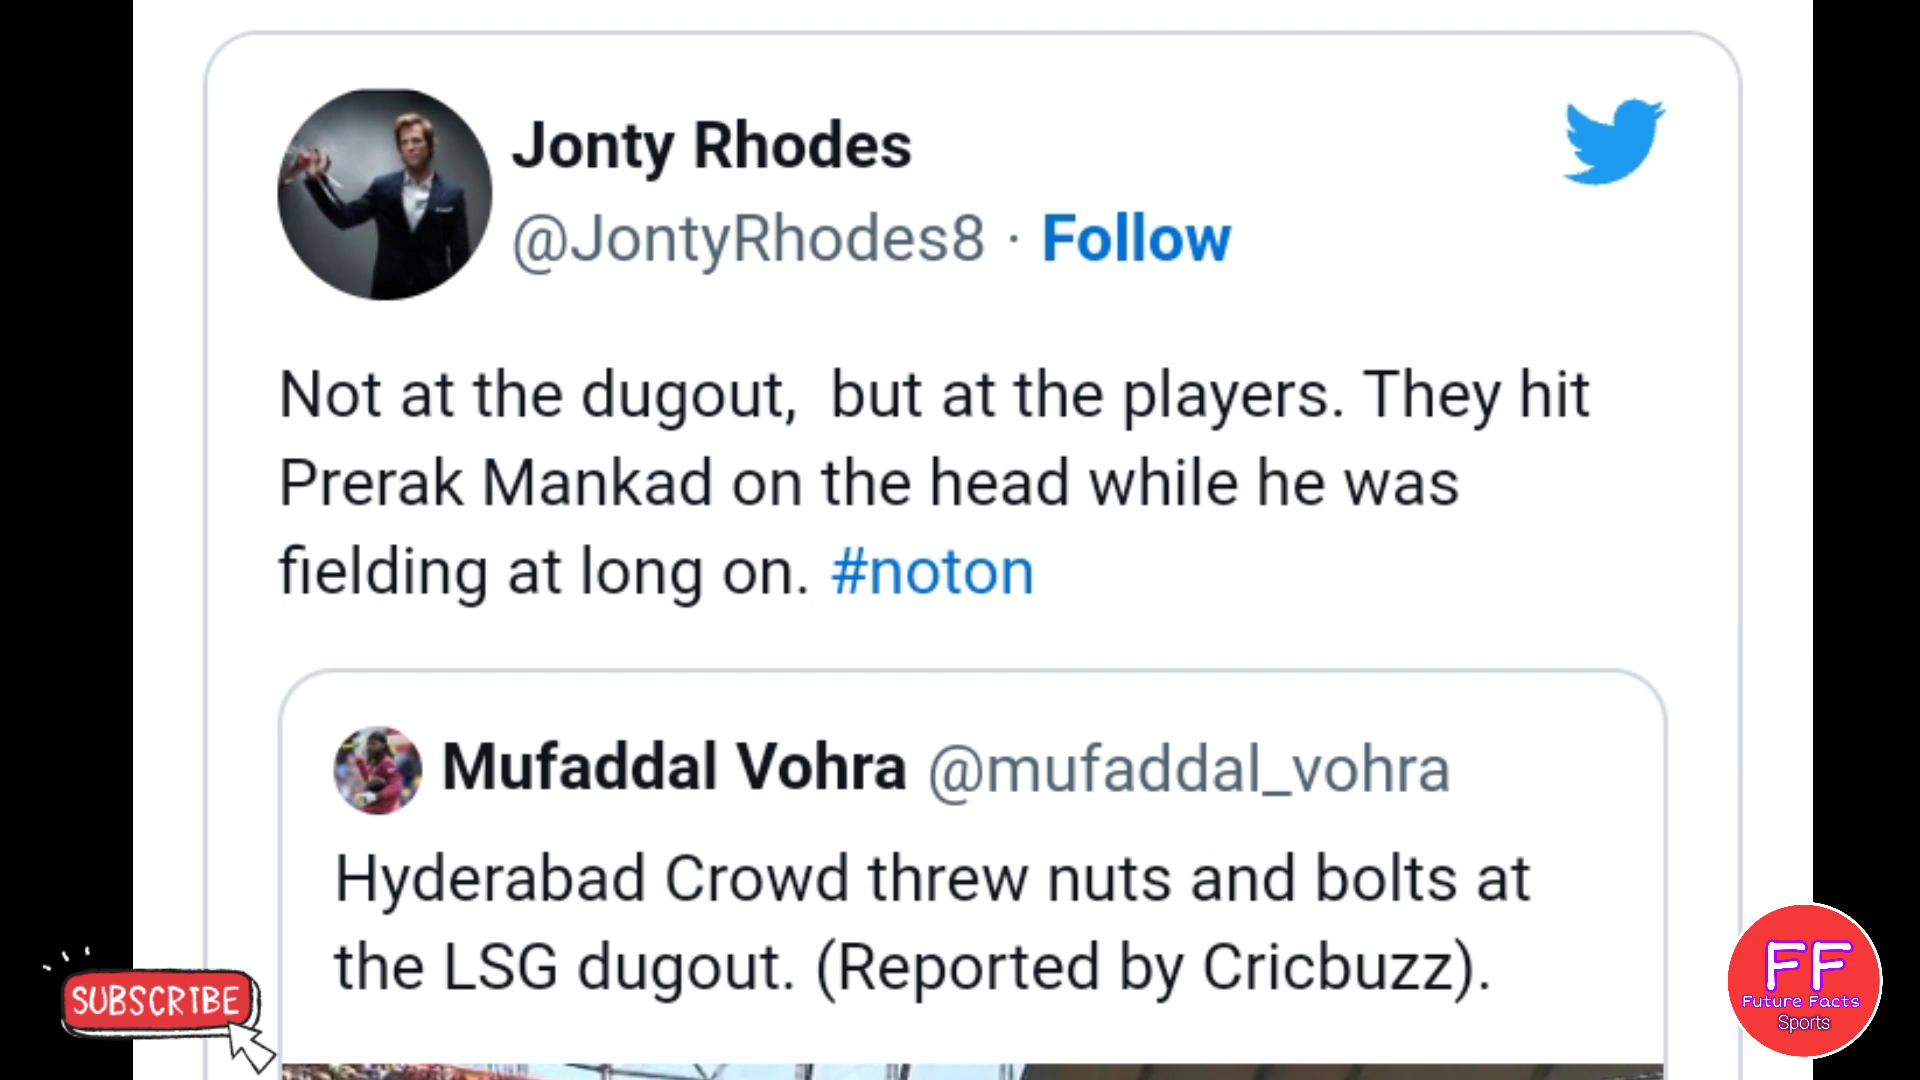 Jonty Rhodes
@JontyRhodes8 · Follow
Not at the dugout,  but at the players. They hit
Prerak Mankad on the head while he was
fielding at long on. #noton
Mufaddal Vohra @mufaddal_vohra
Hyderabad Crowd threw nuts and bolts at
the LSG dugout. (Reported by Cricbuzz).
SUBSCRIBE
FF
Future Facts
Sports